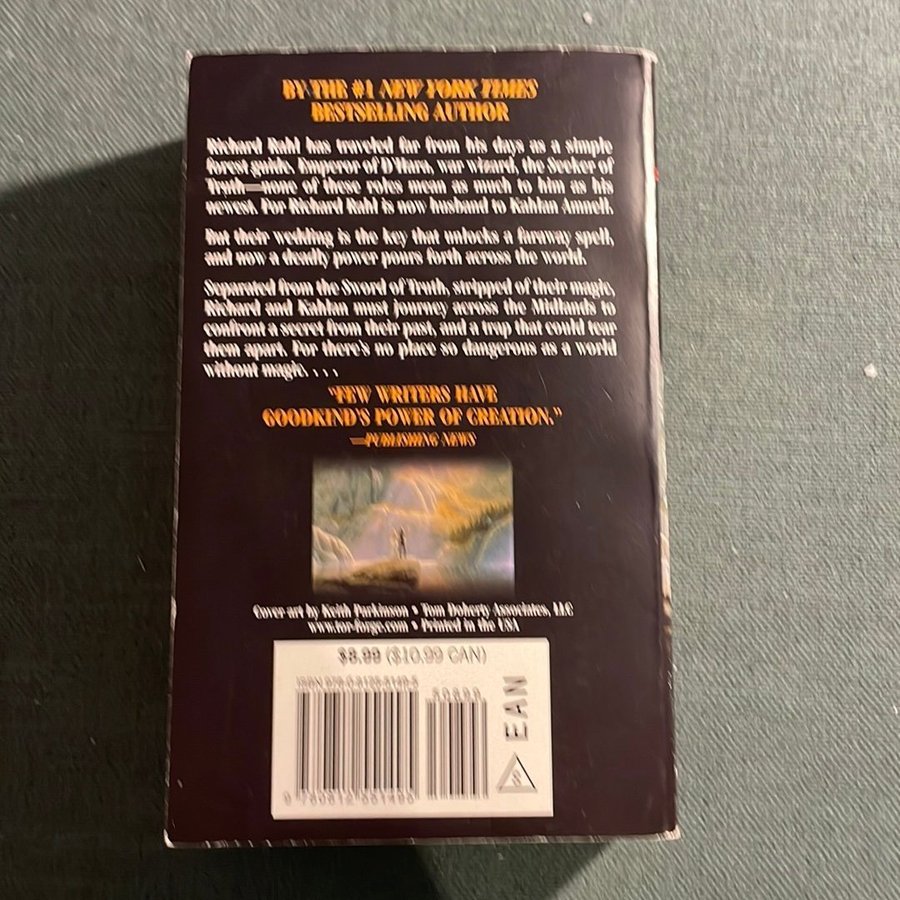 BY THE #1 NEW YORK TIMES
BESTSELLING AUTHOR
Richard Rahl has traveled far from his days as a simple
forest guide. Emperor of D'Hara, war wizard, the Seeker of
Truth—none of these roles mean as much to him as his
newest. For Richard Rahl is now husband to Kahlan Amnell.
But their wedding is the key that unlocks a faraway spell,
and now a deadly power pours forth across the world.
Separated from the Sword of Truth, stripped of their magic,
Richard and Kahlan must journey across the Midlands to
confront a secret from their past, and a trap that could tear
them apart. For there's no place so dangerous as a world
without magic. . . .
"FEW WRITERS HAVE
GOODKIND'S POWER OF CREATION."
—PUBLISHING NEWS
Cover art by Keith Parkinson • Tom Doherty Associates, LLC
www.tor-forge.com • Printed in the USA
$8.99 ($10.99 CAN)
ISBN
EAN